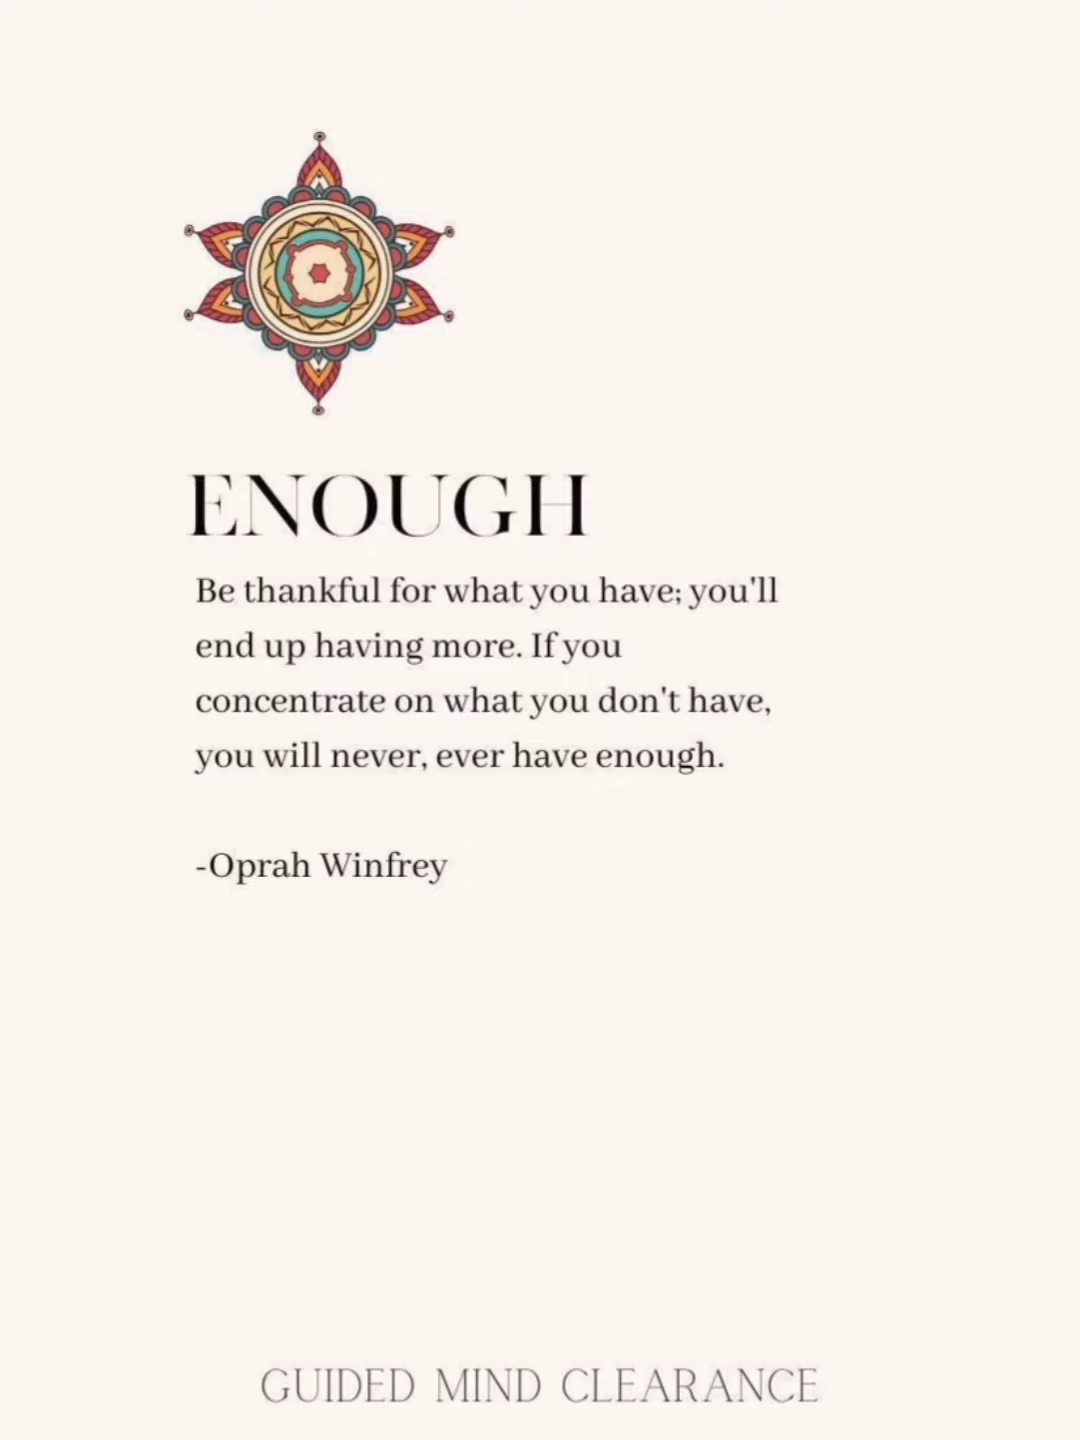 ENOUGH
Be thankful for what you have; you'll
end up having more. If you
concentrate on what you don't have,
you will never, ever have enough.
-Oprah Winfrey
GUIDED MIND CLEARANCE